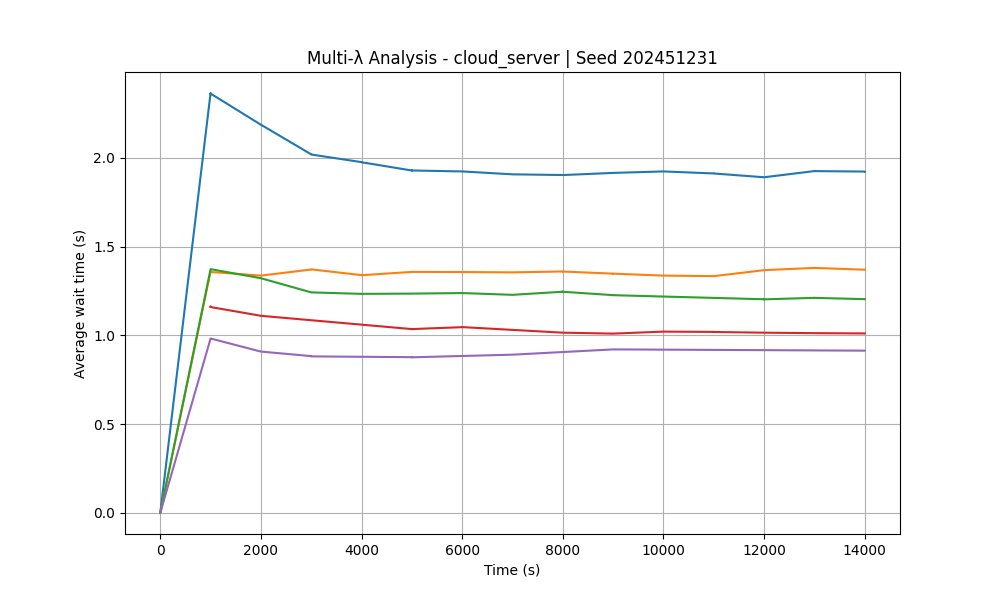 Multi-λ Analysis - cloud_server | Seed 202451231
Average wait time (s)
2.0
1.5
1.0
0.5
0.0
0 2000 4000 6000 8000 10000 12000 14000
Time (s)